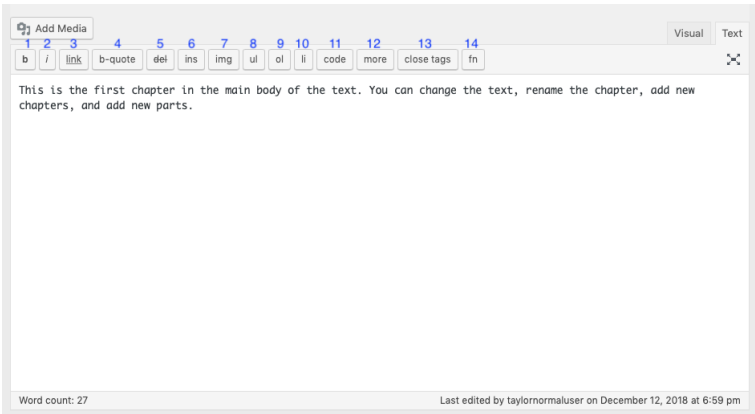 Add Media
Visual Text
1 2 3 4 5 6 7 8 9 10 11 12 13 14
b i link b-quote del ins img ul ol li code more close tags fn
This is the first chapter in the main body of the text. You can change the text, rename the chapter, add new
chapters, and add new parts.
Word count: 27 Last edited by taylornormaluser on December 12, 2018 at 6:59 pm